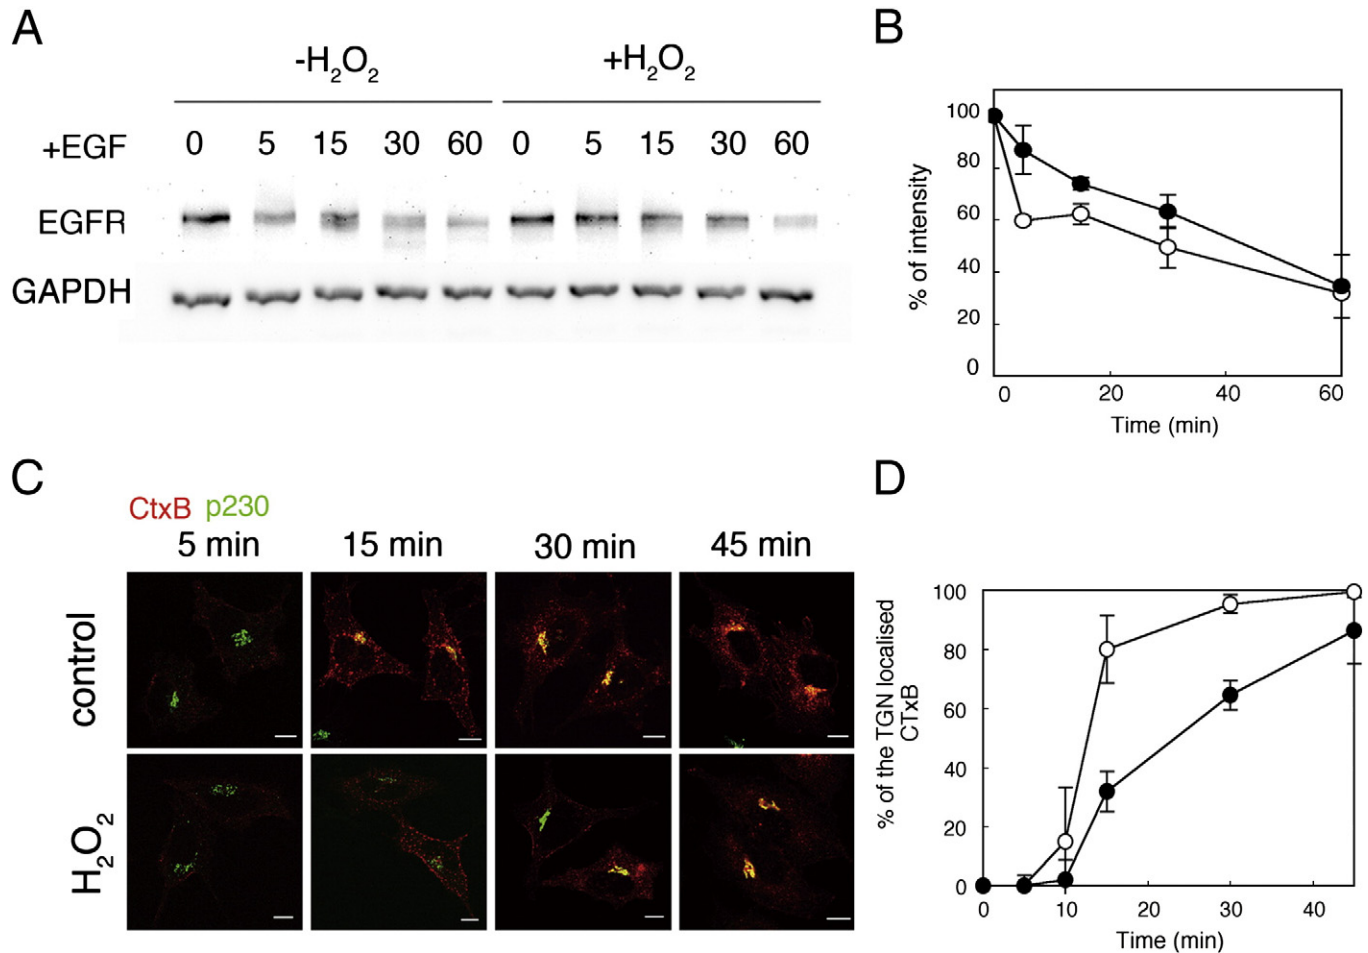 A
-H₂O₂ +H₂O₂
+EGF 0 5 15 30 60 0 5 15 30 60
EGFR
GAPDH
B
100
80
60
40
20
0
% of intensity
0 20 40 60
Time (min)
C
CtxB p230
5 min 15 min 30 min 45 min
control
H₂O₂
D
100
80
60
40
20
0
% of the TGN localised
CTxB
0 10 20 30 40
Time (min)